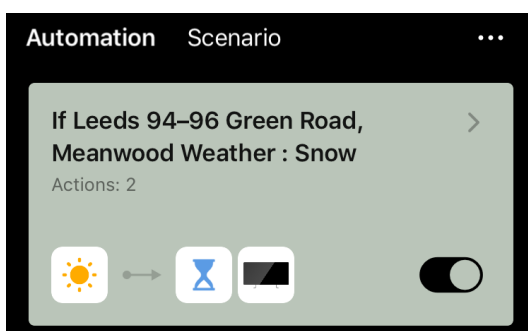 Automation Scenario
If Leeds 94–96 Green Road,
Meanwood Weather : Snow
Actions: 2